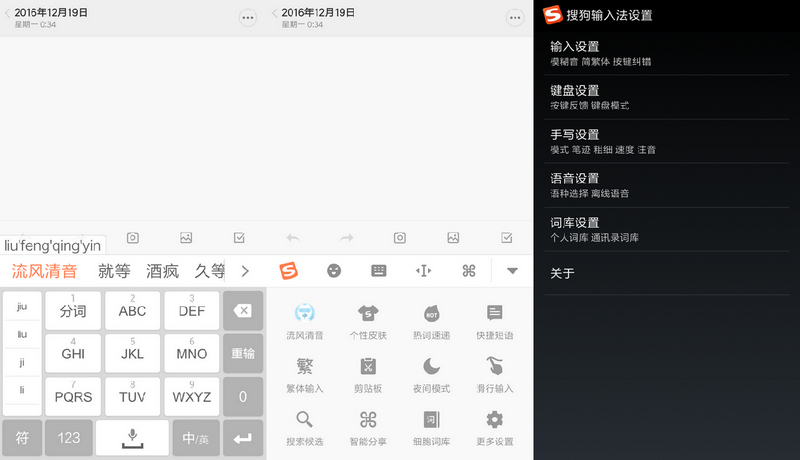 2016年12月19日
星期一 0:34
liu'feng'qing'yin
流风清音 就等 酒疯 久等
jiu
liu
ji
li
1
分词
2
ABC
3
DEF
4
GHI
5
JKL
6
MNO
重输
7
PQRS
8
TUV
9
WXYZ
0
符
123
中/英
2016年12月19日
星期一 0:34
S
流风清音
个性皮肤
HOT
热词速递
快捷短语
繁
繁体输入
剪贴板
夜间模式
滑行输入
搜索候选
智能分享
词
细胞词库
更多设置
S
搜狗输入法设置
输入设置
模糊音 简繁体 按键纠错
键盘设置
按键反馈 键盘模式
手写设置
模式 笔迹 粗细 速度 注音
语音设置
语种选择 离线语音
词库设置
个人词库 通讯录词库
关于